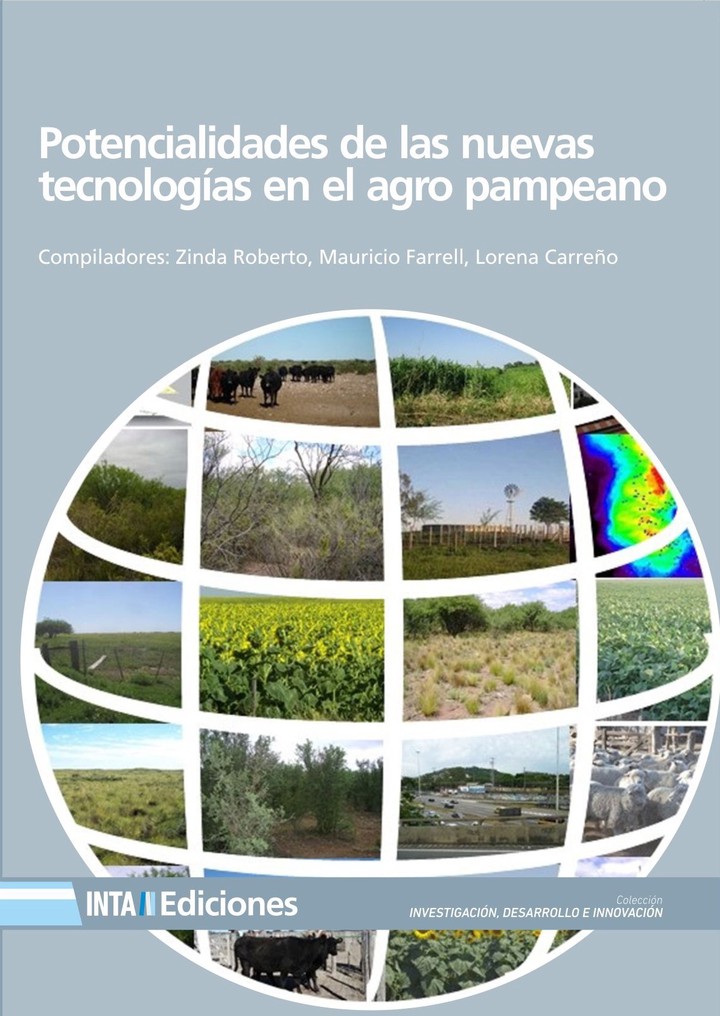 Potencialidades de las nuevas
tecnologías en el agro pampeano
Compiladores: Zinda Roberto, Mauricio Farrell, Lorena Carreño
INTA Ediciones
Colección
INVESTIGACIÓN, DESARROLLO E INNOVACIÓN